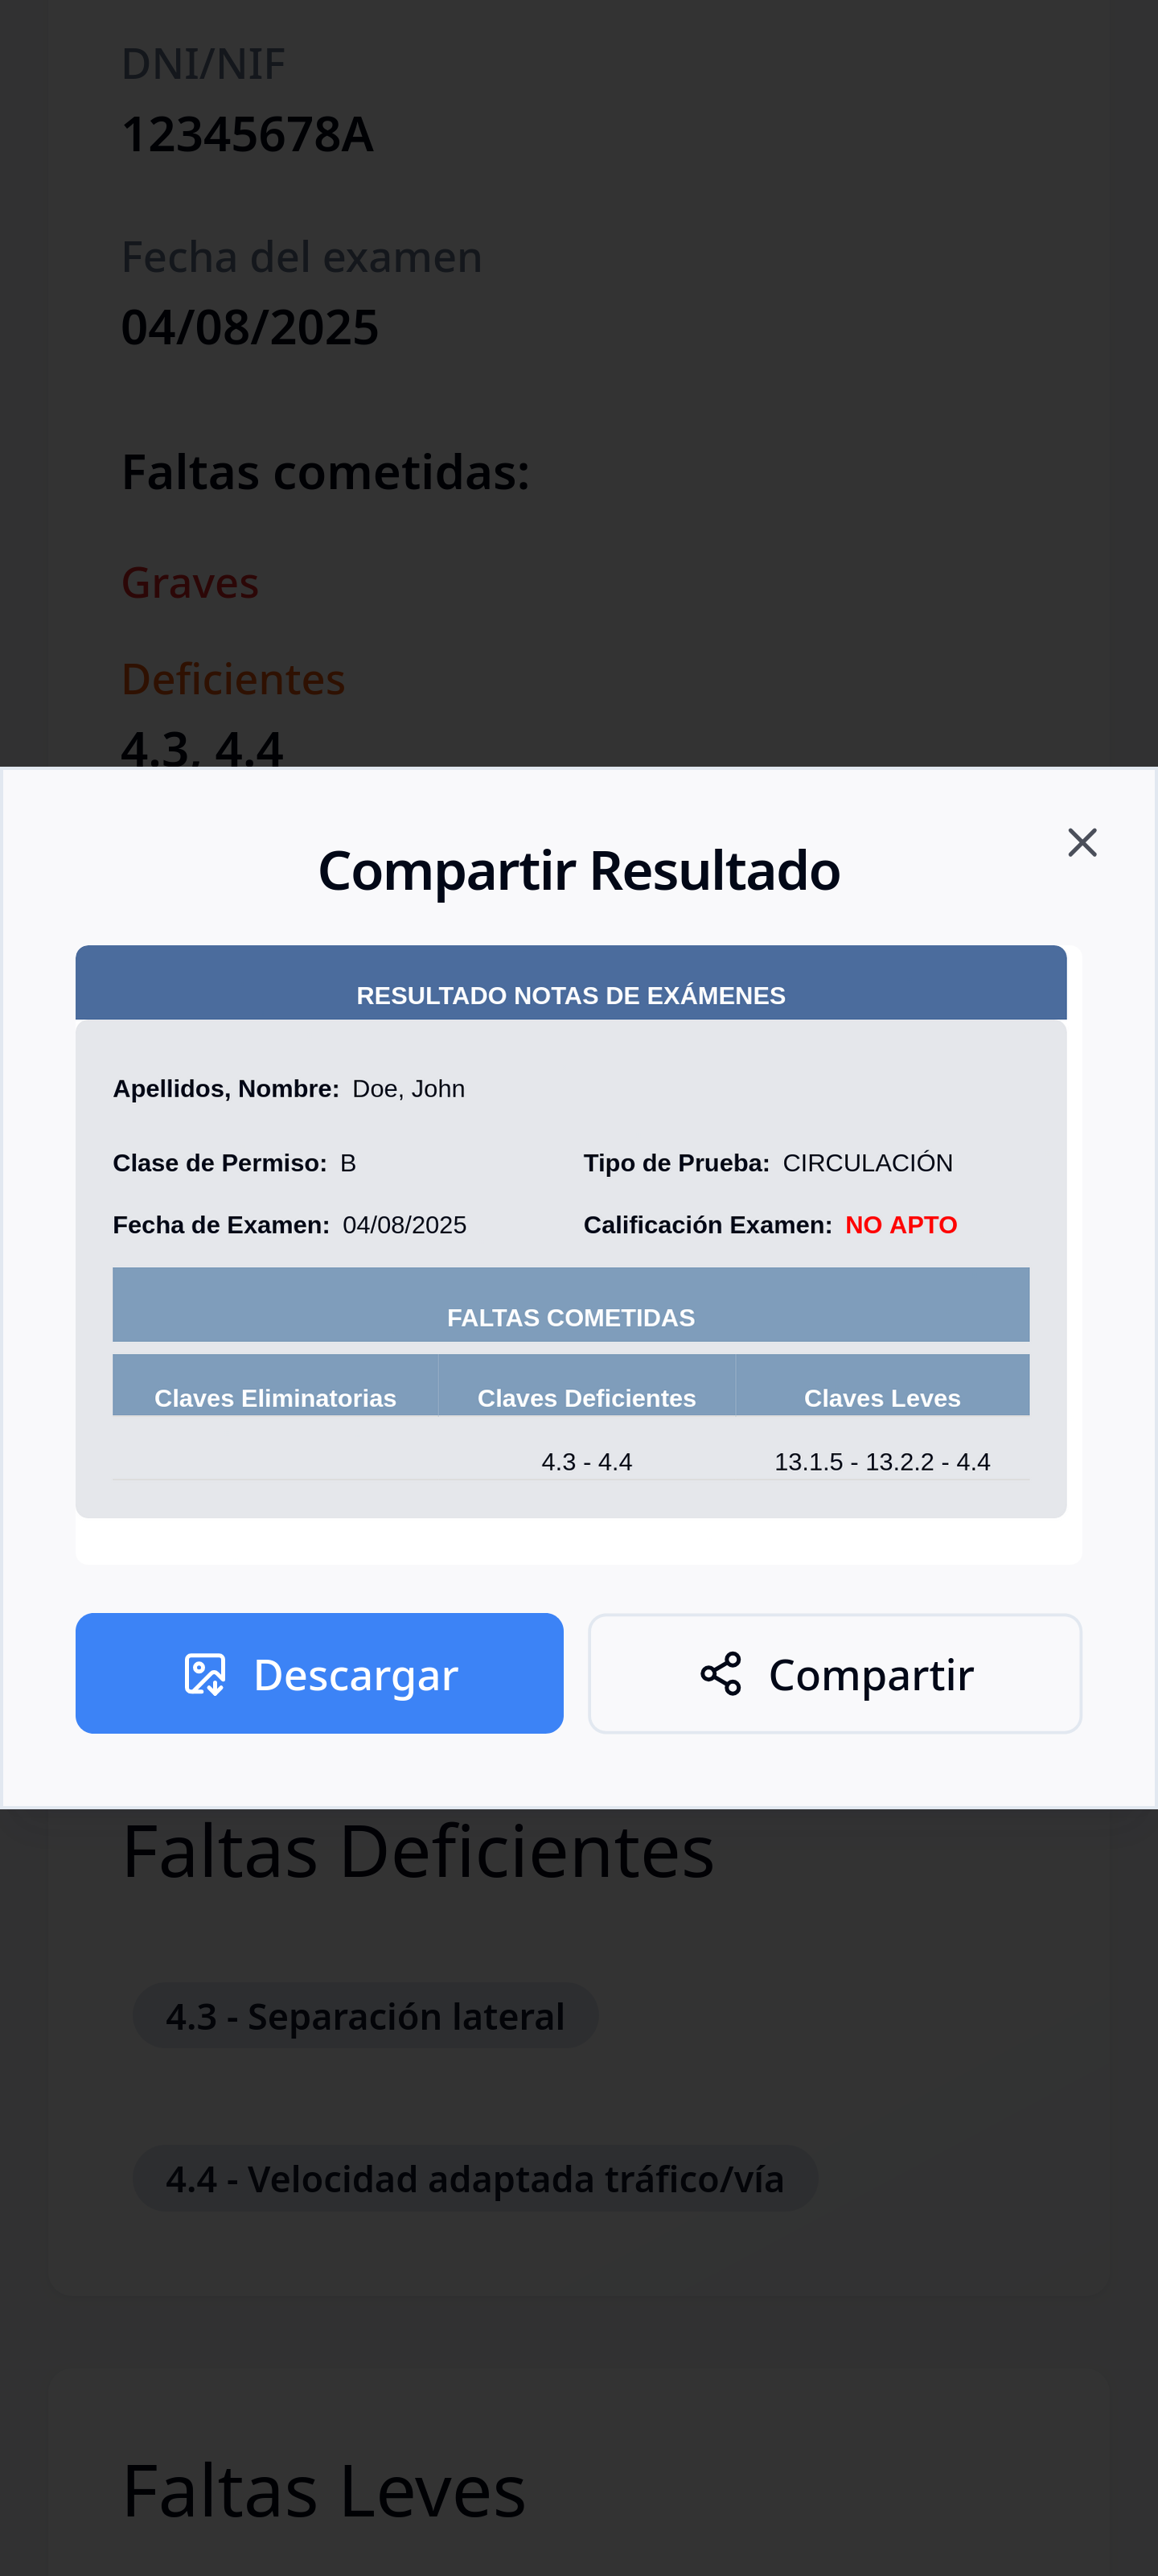 DNI/NIF
12345678A
Fecha del examen
04/08/2025
Faltas cometidas:
Graves
Deficientes
4.3, 4.4
Compartir Resultado
RESULTADO NOTAS DE EXÁMENES
Apellidos, Nombre: Doe, John
Clase de Permiso: B Tipo de Prueba: CIRCULACIÓN
Fecha de Examen: 04/08/2025 Calificación Examen: NO APTO
FALTAS COMETIDAS
Claves Eliminatorias Claves Deficientes Claves Leves
4.3 - 4.4 13.1.5 - 13.2.2 - 4.4
Descargar Compartir
Faltas Deficientes
4.3 - Separación lateral
4.4 - Velocidad adaptada tráfico/vía
Faltas Leves